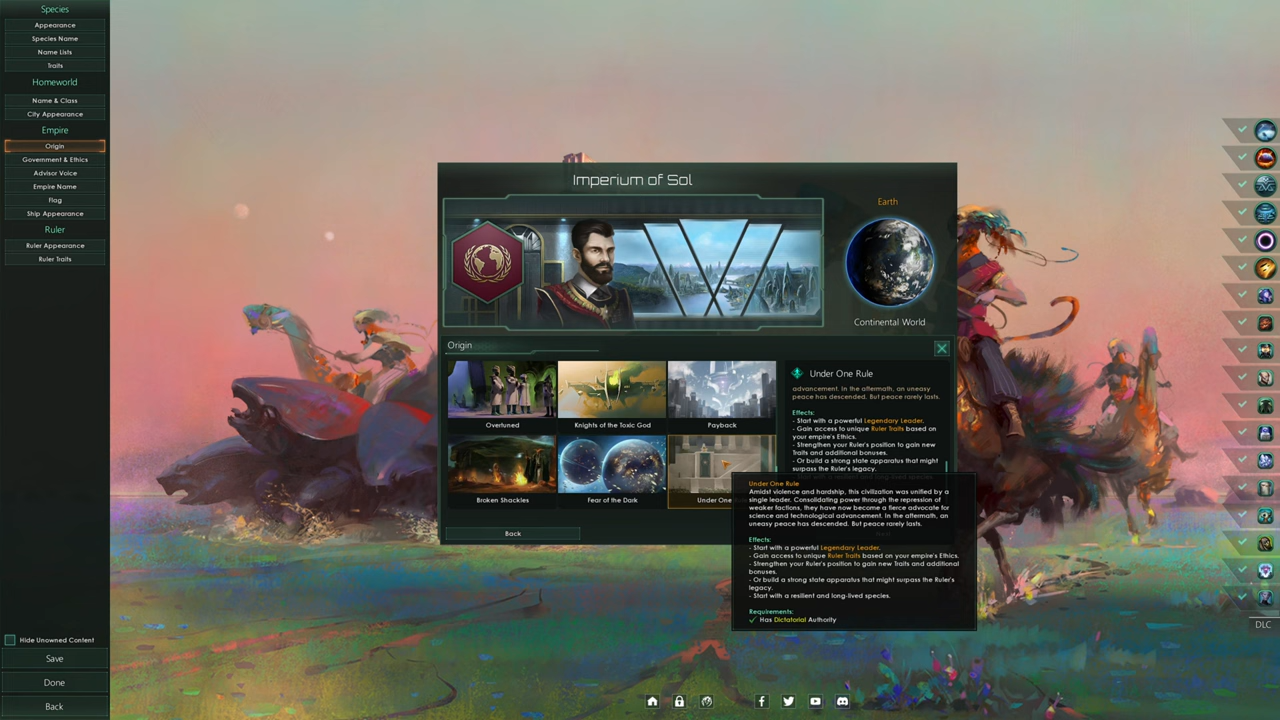 Species
Appearance
Species Name
Name Lists
Traits
Homeworld
Name & Class
City Appearance
Empire
Origin
Government & Ethics
Advisor Voice
Empire Name
Flag
Ship Appearance
Ruler
Ruler Appearance
Ruler Traits
Hide Unowned Content
Save
Done
Back
Imperium of Sol
Earth
Continental World
Origin
Overtuned
Knights of the Toxic God
Payback
Broken Shackles
Fear of the Dark
Under One
Back
Under One Rule
advancement. In the aftermath, an uneasy
peace has descended. But peace rarely lasts.
Effects:
- Start with a powerful Legendary Leader.
- Gain access to unique Ruler Traits based on
your empire's Ethics.
- Strengthen your Ruler's position to gain new
Traits and additional bonuses.
- Or build a strong state apparatus that might
surpass the Ruler's legacy.
Under One Rule
Amidst violence and hardship, this civilization was unified by a
single leader. Consolidating power through the repression of
weaker factions, they have now become a fierce advocate for
science and technological advancement. In the aftermath, an
uneasy peace has descended. But peace rarely lasts.
Effects:
- Start with a powerful Legendary Leader.
- Gain access to unique Ruler Traits based on your empire's Ethics.
- Strengthen your Ruler's position to gain new Traits and additional
bonuses.
- Or build a strong state apparatus that might surpass the Ruler's
legacy.
- Start with a resilient and long-lived species.
Requirements:
Has Dictatorial Authority
DLC